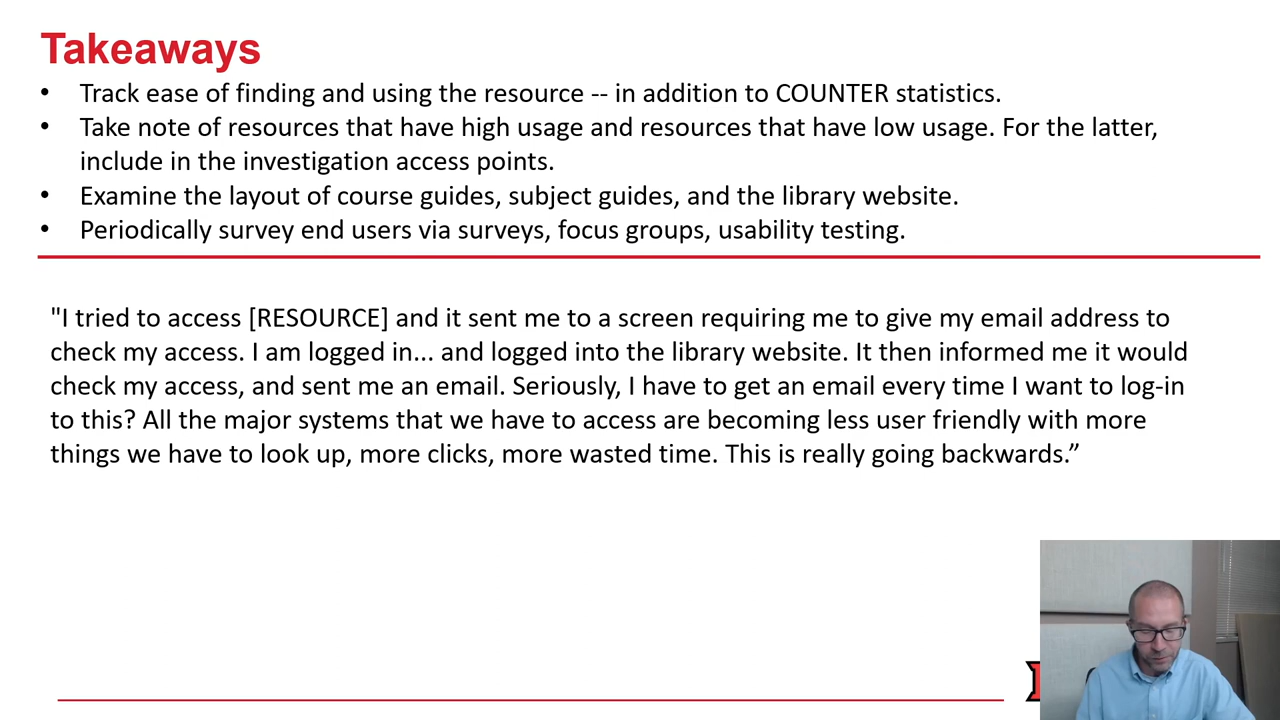 Takeaways
• Track ease of finding and using the resource -- in addition to COUNTER statistics.
• Take note of resources that have high usage and resources that have low usage. For the latter,
include in the investigation access points.
• Examine the layout of course guides, subject guides, and the library website.
• Periodically survey end users via surveys, focus groups, usability testing.
"I tried to access [RESOURCE] and it sent me to a screen requiring me to give my email address to
check my access. I am logged in... and logged into the library website. It then informed me it would
check my access, and sent me an email. Seriously, I have to get an email every time I want to log-in
to this? All the major systems that we have to access are becoming less user friendly with more
things we have to look up, more clicks, more wasted time. This is really going backwards.”